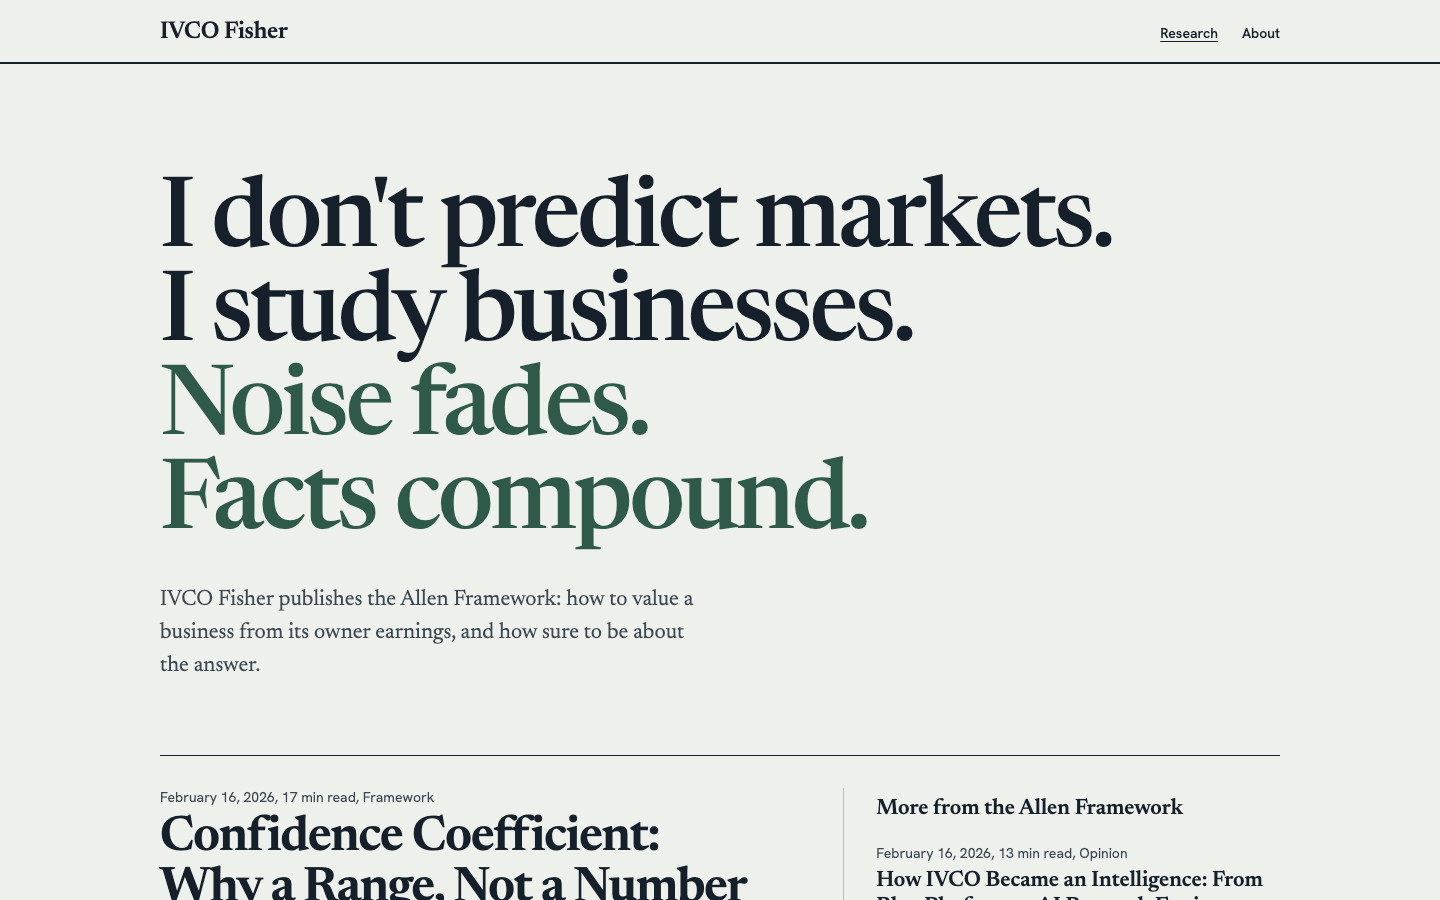 IVCO Fisher
Research
About
I don't predict markets.
I study businesses.
Noise fades.
Facts compound.
IVCO Fisher publishes the Allen Framework: how to value a
business from its owner earnings, and how sure to be about
the answer.
February 16, 2026, 17 min read, Framework
Confidence Coefficient:
Why a Range, Not a Number
More from the Allen Framework
February 16, 2026, 13 min read, Opinion
How IVCO Became an Intelligence: From